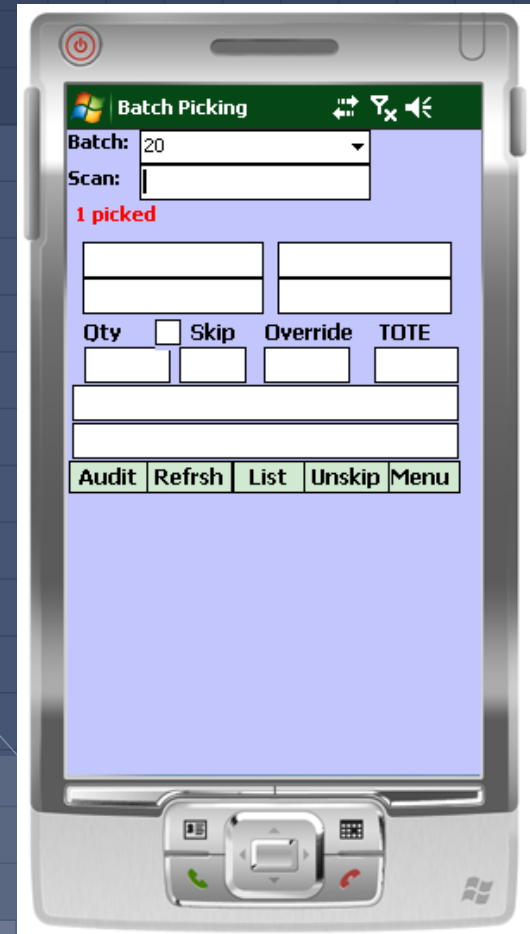 Batch Picking
Batch: 20
Scan:
1 picked
Qty Skip Override TOTE
Audit Refrsh List Unskip Menu